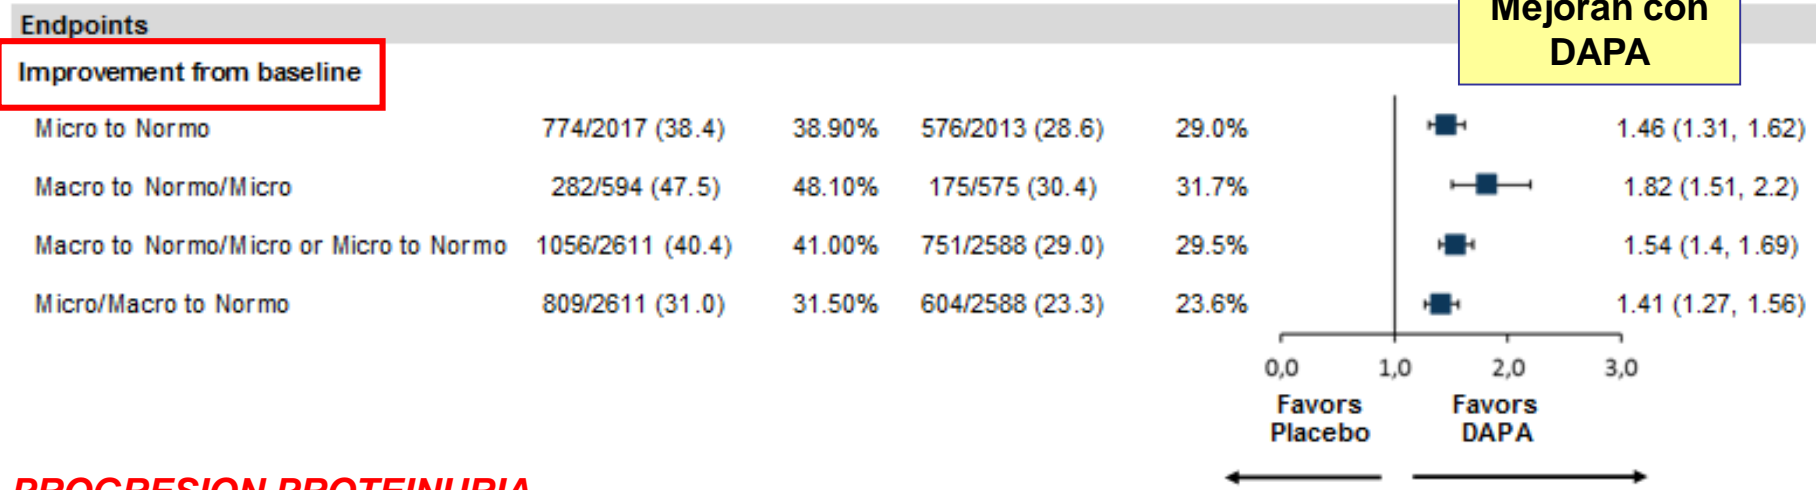 Mejoran con
DAPA
Endpoints
Improvement from baseline
Micro to Normo 774/2017 (38.4) 38.90% 576/2013 (28.6) 29.0% 1.46 (1.31, 1.62)
Macro to Normo/Micro 282/594 (47.5) 48.10% 175/575 (30.4) 31.7% 1.82 (1.51, 2.2)
Macro to Normo/Micro or Micro to Normo 1056/2611 (40.4) 41.00% 751/2588 (29.0) 29.5% 1.54 (1.4, 1.69)
Micro/Macro to Normo 809/2611 (31.0) 31.50% 604/2588 (23.3) 23.6% 1.41 (1.27, 1.56)
0,0 1,0 2,0 3,0
Favors Favors
Placebo DAPA
PROGRESION PROTEINURIA